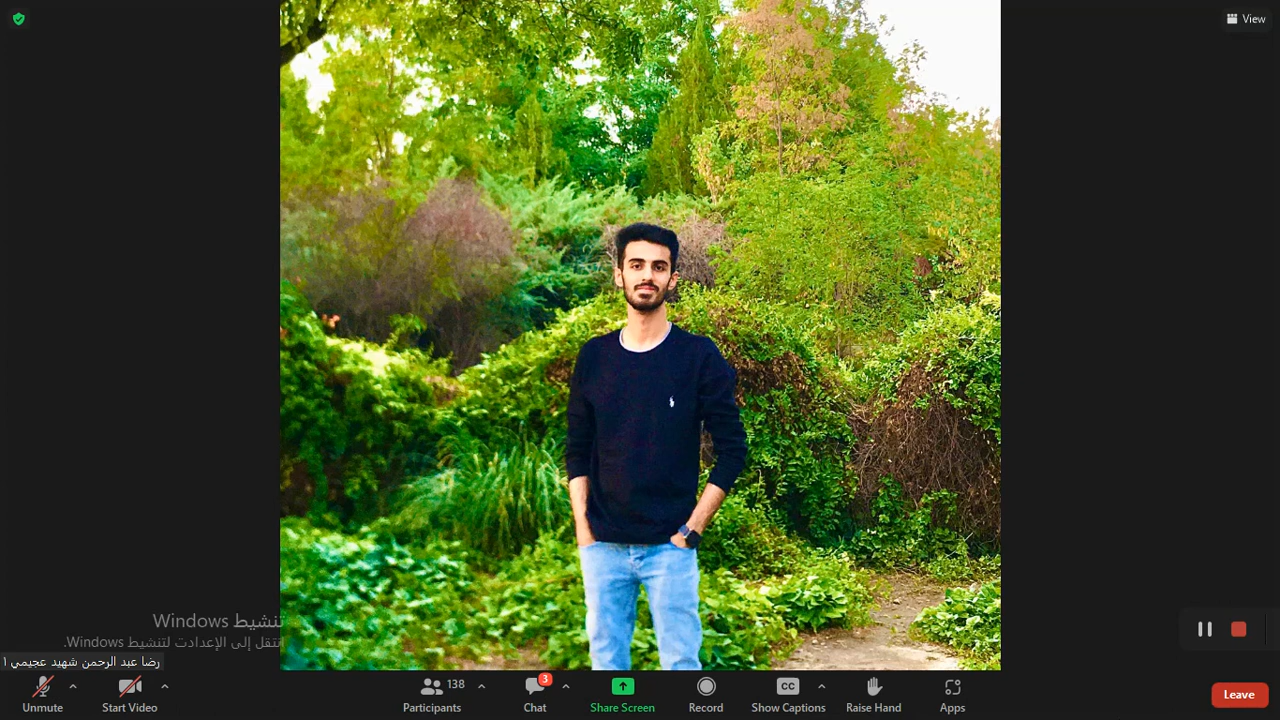 View
تنشيط Windows
انتقل إلى الإعدادت لتنشيط Windows.
رضا عبد الرحمن شهيد عجيمي ١
Unmute
Start Video
138
Participants
3
Chat
Share Screen
Record
CC
Show Captions
Raise Hand
Apps
Leave